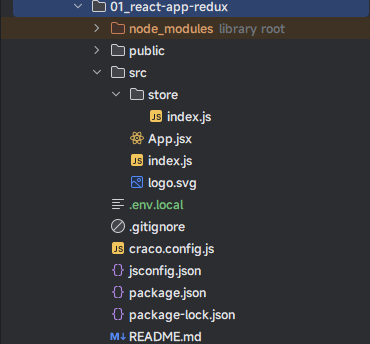 01_react-app-redux
node_modules library root
public
src
store
JS index.js
App.jsx
JS index.js
logo.svg
.env.local
.gitignore
JS craco.config.js
{} jsconfig.json
{} package.json
{} package-lock.json
M↓ README.md